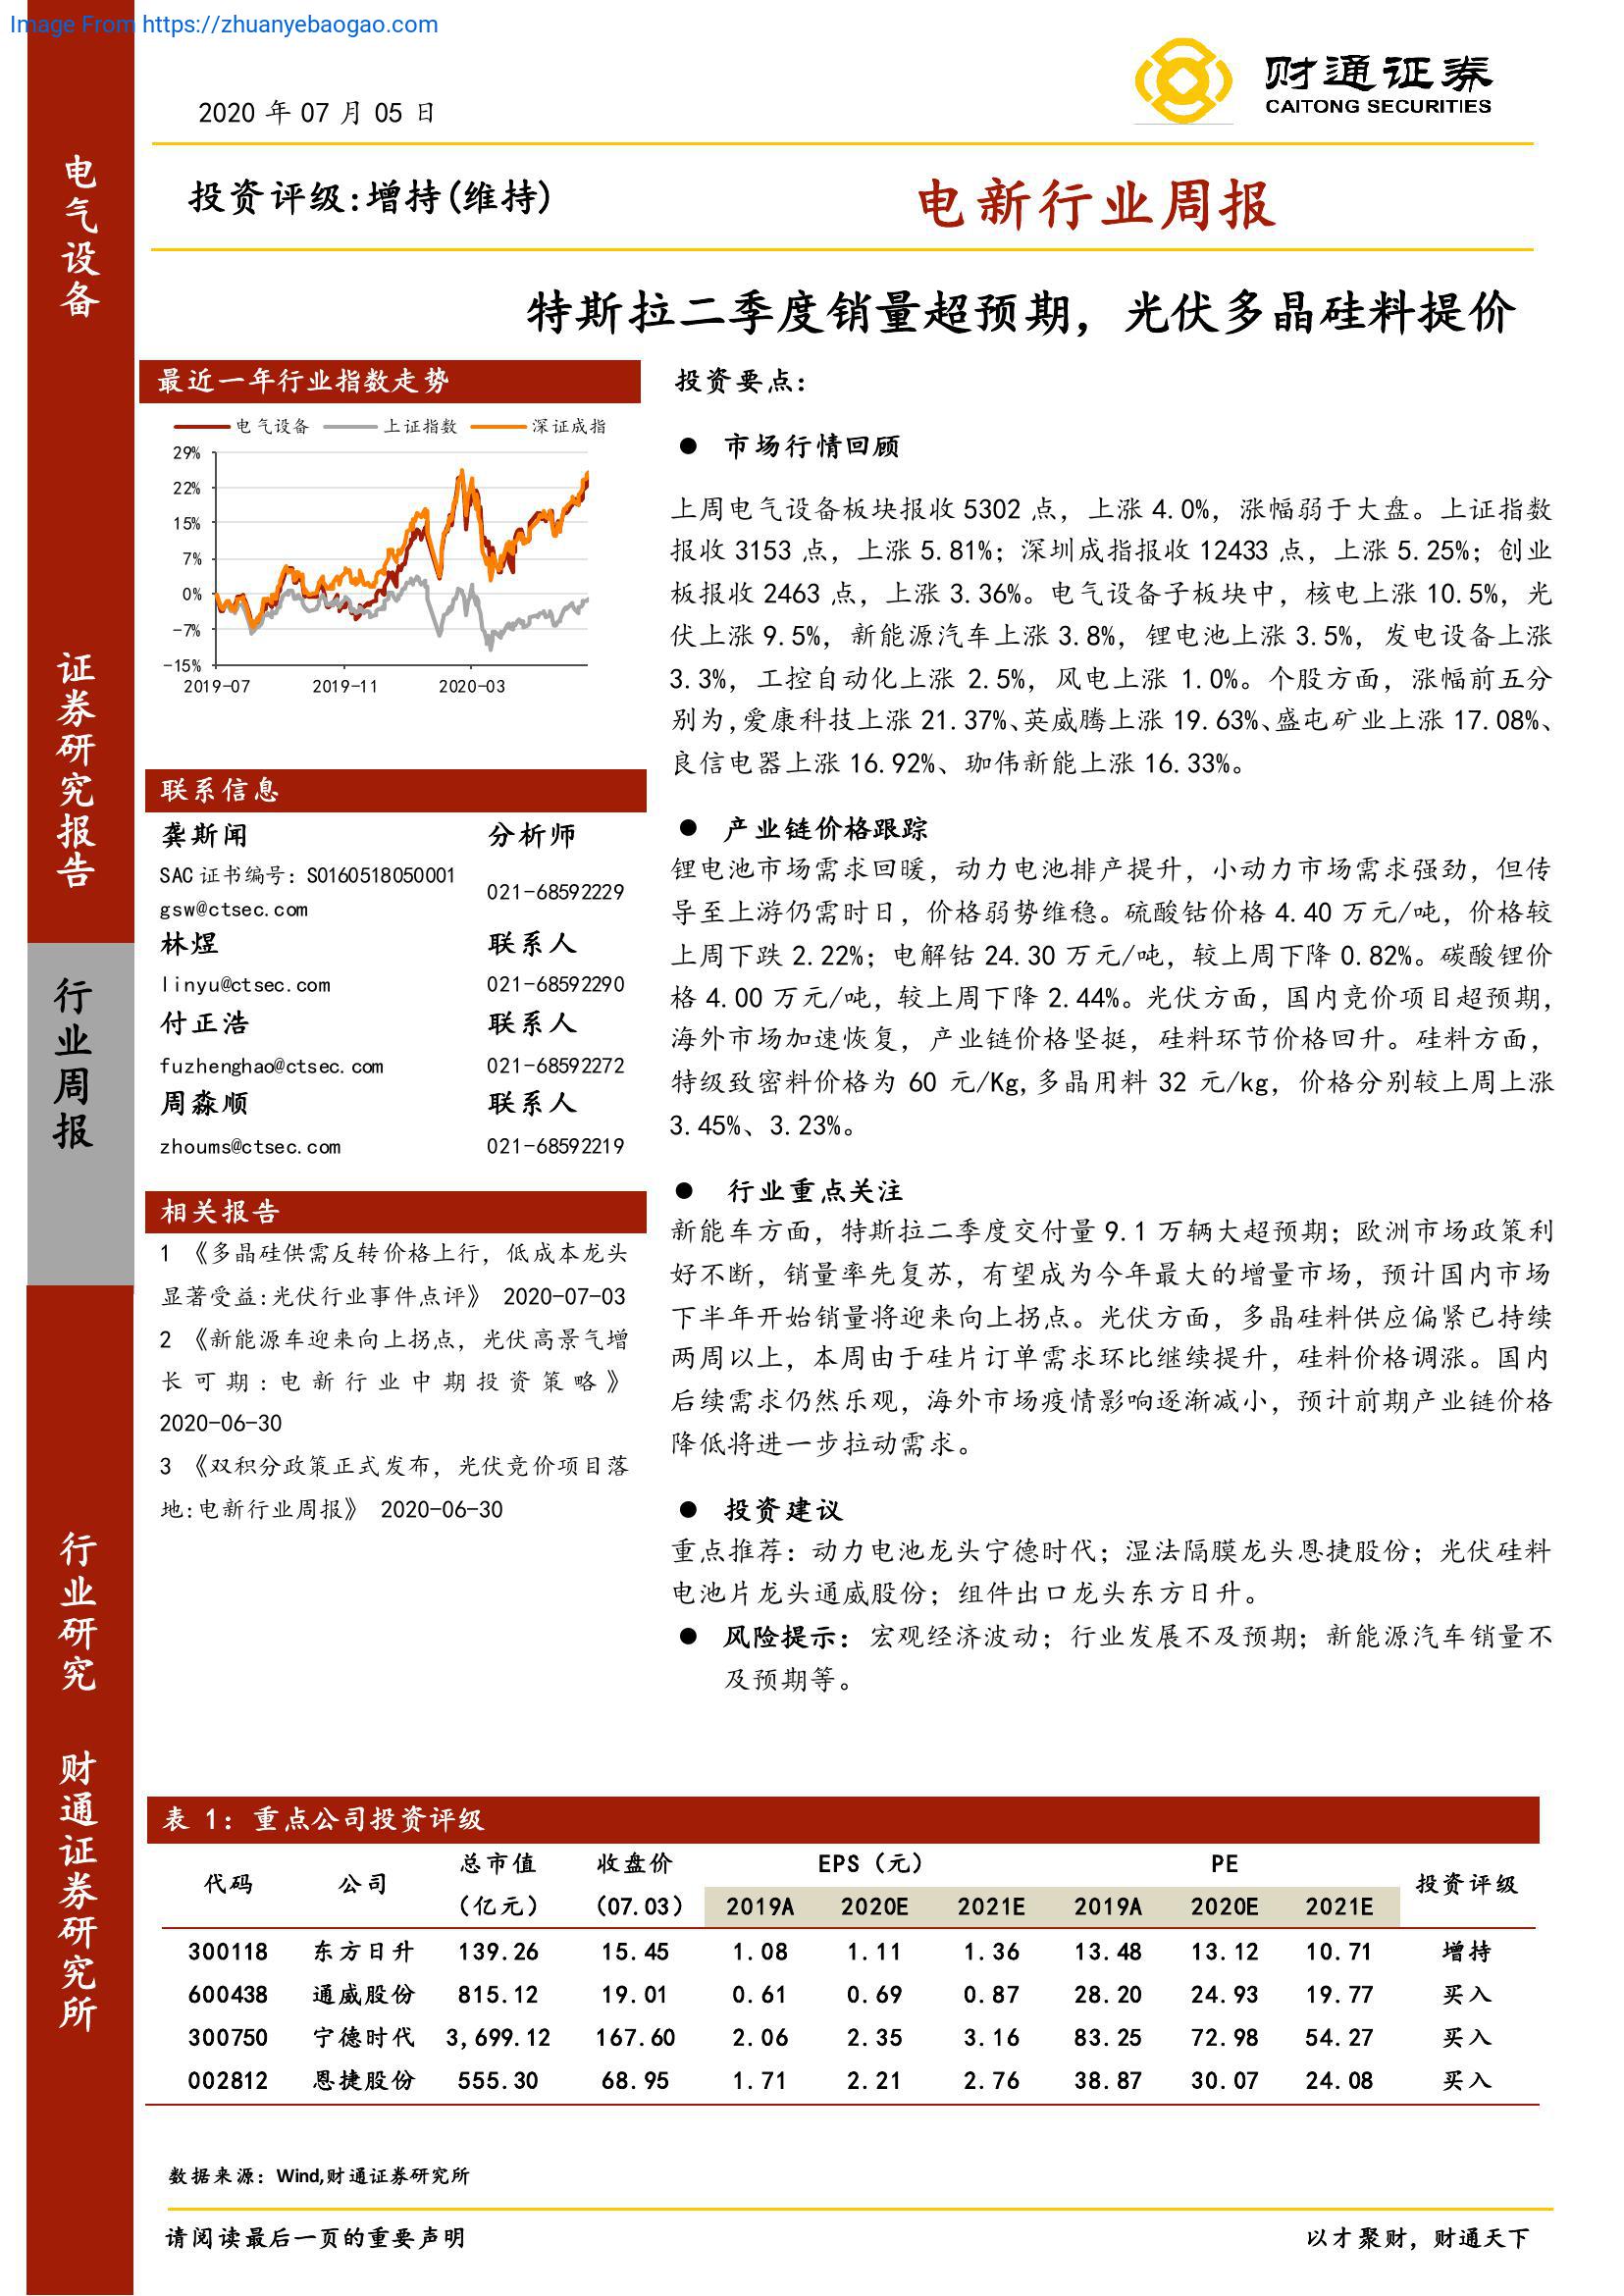 Image From https://zhuanyebaogao.com
财通证券
CAITONG SECURITIES
2020 年 07 月 05 日
投资评级:增持(维持)
电新行业周报
特斯拉二季度销量超预期，光伏多晶硅料提价
电气设备
证券研究报告
行业周报
行业研究
财通证券研究所
最近一年行业指数走势
电气设备 上证指数 深证成指
29%
22%
15%
7%
0%
-7%
-15%
2019-07 2019-11 2020-03
联系信息
龚斯闻 分析师
SAC 证书编号：S0160518050001
021-68592229
gsw@ctsec.com
林煜 联系人
linyu@ctsec.com 021-68592290
付正浩 联系人
fuzhenghao@ctsec.com 021-68592272
周淼顺 联系人
zhoums@ctsec.com 021-68592219
相关报告
1 《多晶硅供需反转价格上行，低成本龙头
显著受益:光伏行业事件点评》 2020-07-03
2 《新能源车迎来向上拐点，光伏高景气增
长可期:电新行业中期投资策略》
2020-06-30
3 《双积分政策正式发布，光伏竞价项目落
地:电新行业周报》 2020-06-30
投资要点：
● 市场行情回顾
上周电气设备板块报收 5302 点，上涨 4.0%，涨幅弱于大盘。上证指数
报收 3153 点，上涨 5.81%；深圳成指报收 12433 点，上涨 5.25%；创业
板报收 2463 点，上涨 3.36%。电气设备子板块中，核电上涨 10.5%，光
伏上涨 9.5%，新能源汽车上涨 3.8%，锂电池上涨 3.5%，发电设备上涨
3.3%，工控自动化上涨 2.5%，风电上涨 1.0%。个股方面，涨幅前五分
别为,爱康科技上涨 21.37%、英威腾上涨 19.63%、盛屯矿业上涨 17.08%、
良信电器上涨 16.92%、珈伟新能上涨 16.33%。
● 产业链价格跟踪
锂电池市场需求回暖，动力电池排产提升，小动力市场需求强劲，但传
导至上游仍需时日，价格弱势维稳。硫酸钴价格 4.40 万元/吨，价格较
上周下跌 2.22%；电解钴 24.30 万元/吨，较上周下降 0.82%。碳酸锂价
格 4.00 万元/吨，较上周下降 2.44%。光伏方面，国内竞价项目超预期，
海外市场加速恢复，产业链价格坚挺，硅料环节价格回升。硅料方面，
特级致密料价格为 60 元/Kg,多晶用料 32 元/kg，价格分别较上周上涨
3.45%、3.23%。
● 行业重点关注
新能车方面，特斯拉二季度交付量 9.1 万辆大超预期；欧洲市场政策利
好不断，销量率先复苏，有望成为今年最大的增量市场，预计国内市场
下半年开始销量将迎来向上拐点。光伏方面，多晶硅料供应偏紧已持续
两周以上，本周由于硅片订单需求环比继续提升，硅料价格调涨。国内
后续需求仍然乐观，海外市场疫情影响逐渐减小，预计前期产业链价格
降低将进一步拉动需求。
● 投资建议
重点推荐：动力电池龙头宁德时代；湿法隔膜龙头恩捷股份；光伏硅料
电池片龙头通威股份；组件出口龙头东方日升。
● 风险提示：宏观经济波动；行业发展不及预期；新能源汽车销量不
及预期等。
表 1：重点公司投资评级
代码 公司 总市值 收盘价 EPS（元） PE 投资评级
（亿元） （07.03） 2019A 2020E 2021E 2019A 2020E 2021E
300118 东方日升 139.26 15.45 1.08 1.11 1.36 13.48 13.12 10.71 增持
600438 通威股份 815.12 19.01 0.61 0.69 0.87 28.20 24.93 19.77 买入
300750 宁德时代 3,699.12 167.60 2.06 2.35 3.16 83.25 72.98 54.27 买入
002812 恩捷股份 555.30 68.95 1.71 2.21 2.76 38.87 30.07 24.08 买入
数据来源：Wind,财通证券研究所
请阅读最后一页的重要声明 以才聚财，财通天下